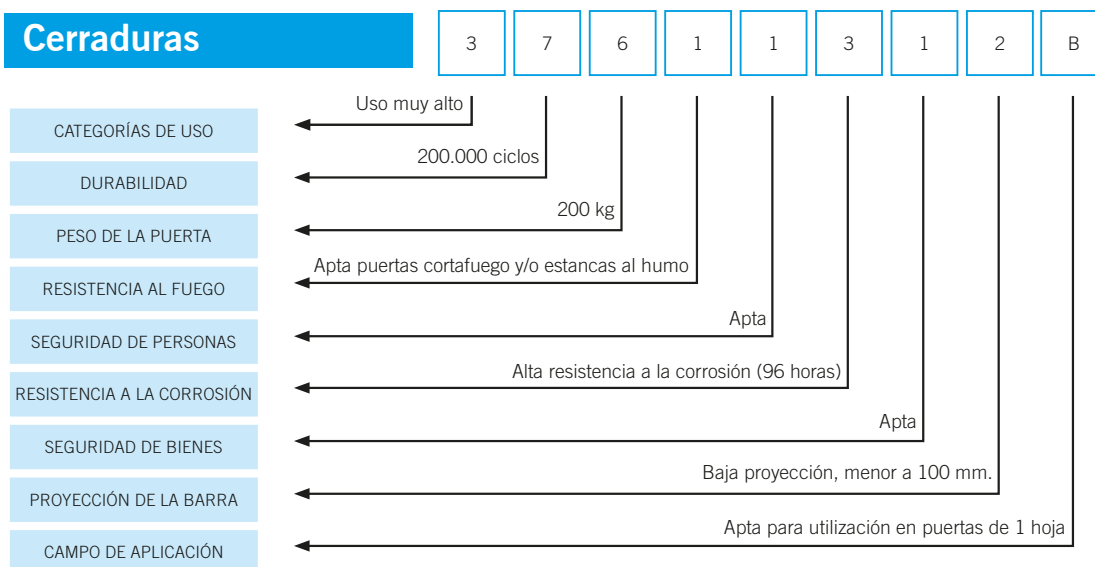 Cerraduras
3 7 6 1 1 3 1 2 B
Uso muy alto
CATEGORÍAS DE USO
200.000 ciclos
DURABILIDAD
200 kg
PESO DE LA PUERTA
Apta puertas cortafuego y/o estancas al humo
RESISTENCIA AL FUEGO
Apta
SEGURIDAD DE PERSONAS
Alta resistencia a la corrosión (96 horas)
RESISTENCIA A LA CORROSIÓN
Apta
SEGURIDAD DE BIENES
Baja proyección, menor a 100 mm.
PROYECCIÓN DE LA BARRA
Apta para utilización en puertas de 1 hoja
CAMPO DE APLICACIÓN